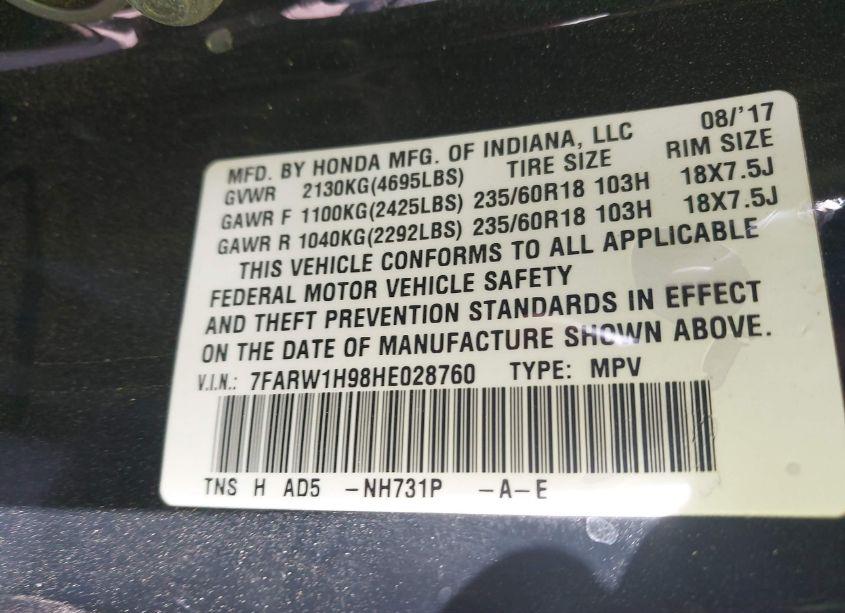 MFD. BY HONDA MFG. OF INDIANA, LLC 08/'17
GVWR 2130KG(4695LBS) TIRE SIZE RIM SIZE
GAWR F 1100KG(2425LBS) 235/60R18 103H 18X7.5J
GAWR R 1040KG(2292LBS) 235/60R18 103H 18X7.5J
THIS VEHICLE CONFORMS TO ALL APPLICABLE
FEDERAL MOTOR VEHICLE SAFETY
AND THEFT PREVENTION STANDARDS IN EFFECT
ON THE DATE OF MANUFACTURE SHOWN ABOVE.
V.I.N.: 7FARW1H98HE028760 TYPE: MPV
TNS H AD5 -NH731P -A-E